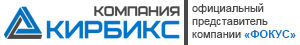 КОМПАНИЯ
КИРБИКС
официальный
представитель
компании «ФОКУС»